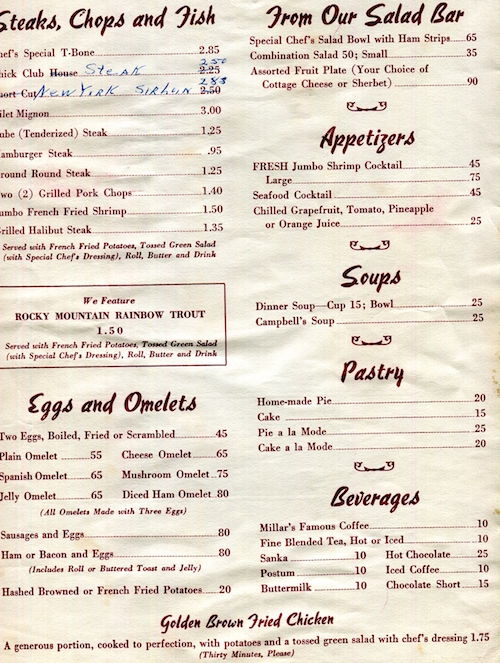 Steaks, Chops and Fish
hef's Special T-Bone 2.85
hick Club House Steak 2.25 250
hort Cut New York Sirloin 2.50 285
ilet Mignon 3.00
ube (Tenderized) Steak 1.25
amburger Steak .95
round Round Steak 1.25
wo (2) Grilled Pork Chops 1.40
umbo French Fried Shrimp 1.50
rilled Halibut Steak 1.35
Served with French Fried Potatoes, Tossed Green Salad
(with Special Chef's Dressing), Roll, Butter and Drink
We Feature
ROCKY MOUNTAIN RAINBOW TROUT
1.50
Served with French Fried Potatoes, Tossed Green Salad
(with Special Chef's Dressing), Roll, Butter and Drink
Eggs and Omelets
Two Eggs, Boiled, Fried or Scrambled 45
Plain Omelet 55 Cheese Omelet 65
Spanish Omelet 65 Mushroom Omelet 75
Jelly Omelet 65 Diced Ham Omelet 80
(All Omelets Made with Three Eggs)
Sausages and Eggs 80
Ham or Bacon and Eggs 80
(Includes Roll or Buttered Toast and Jelly)
Hashed Browned or French Fried Potatoes 20
From Our Salad Bar
Special Chef's Salad Bowl with Ham Strips 65
Combination Salad 50; Small 35
Assorted Fruit Plate (Your Choice of
Cottage Cheese or Sherbet) 90
Appetizers
FRESH Jumbo Shrimp Cocktail 45
Large 75
Seafood Cocktail 45
Chilled Grapefruit, Tomato, Pineapple
or Orange Juice 25
Soups
Dinner Soup—Cup 15; Bowl 25
Campbell's Soup 25
Pastry
Home-made Pie 20
Cake 15
Pie a la Mode 25
Cake a la Mode 20
Beverages
Millar's Famous Coffee 10
Fine Blended Tea, Hot or Iced 10
Sanka 10 Hot Chocolate 25
Postum 10 Iced Coffee 10
Buttermilk 10 Chocolate Short 15
Golden Brown Fried Chicken
A generous portion, cooked to perfection, with potatoes and a tossed green salad with chef's dressing 1.75
(Thirty Minutes, Please)